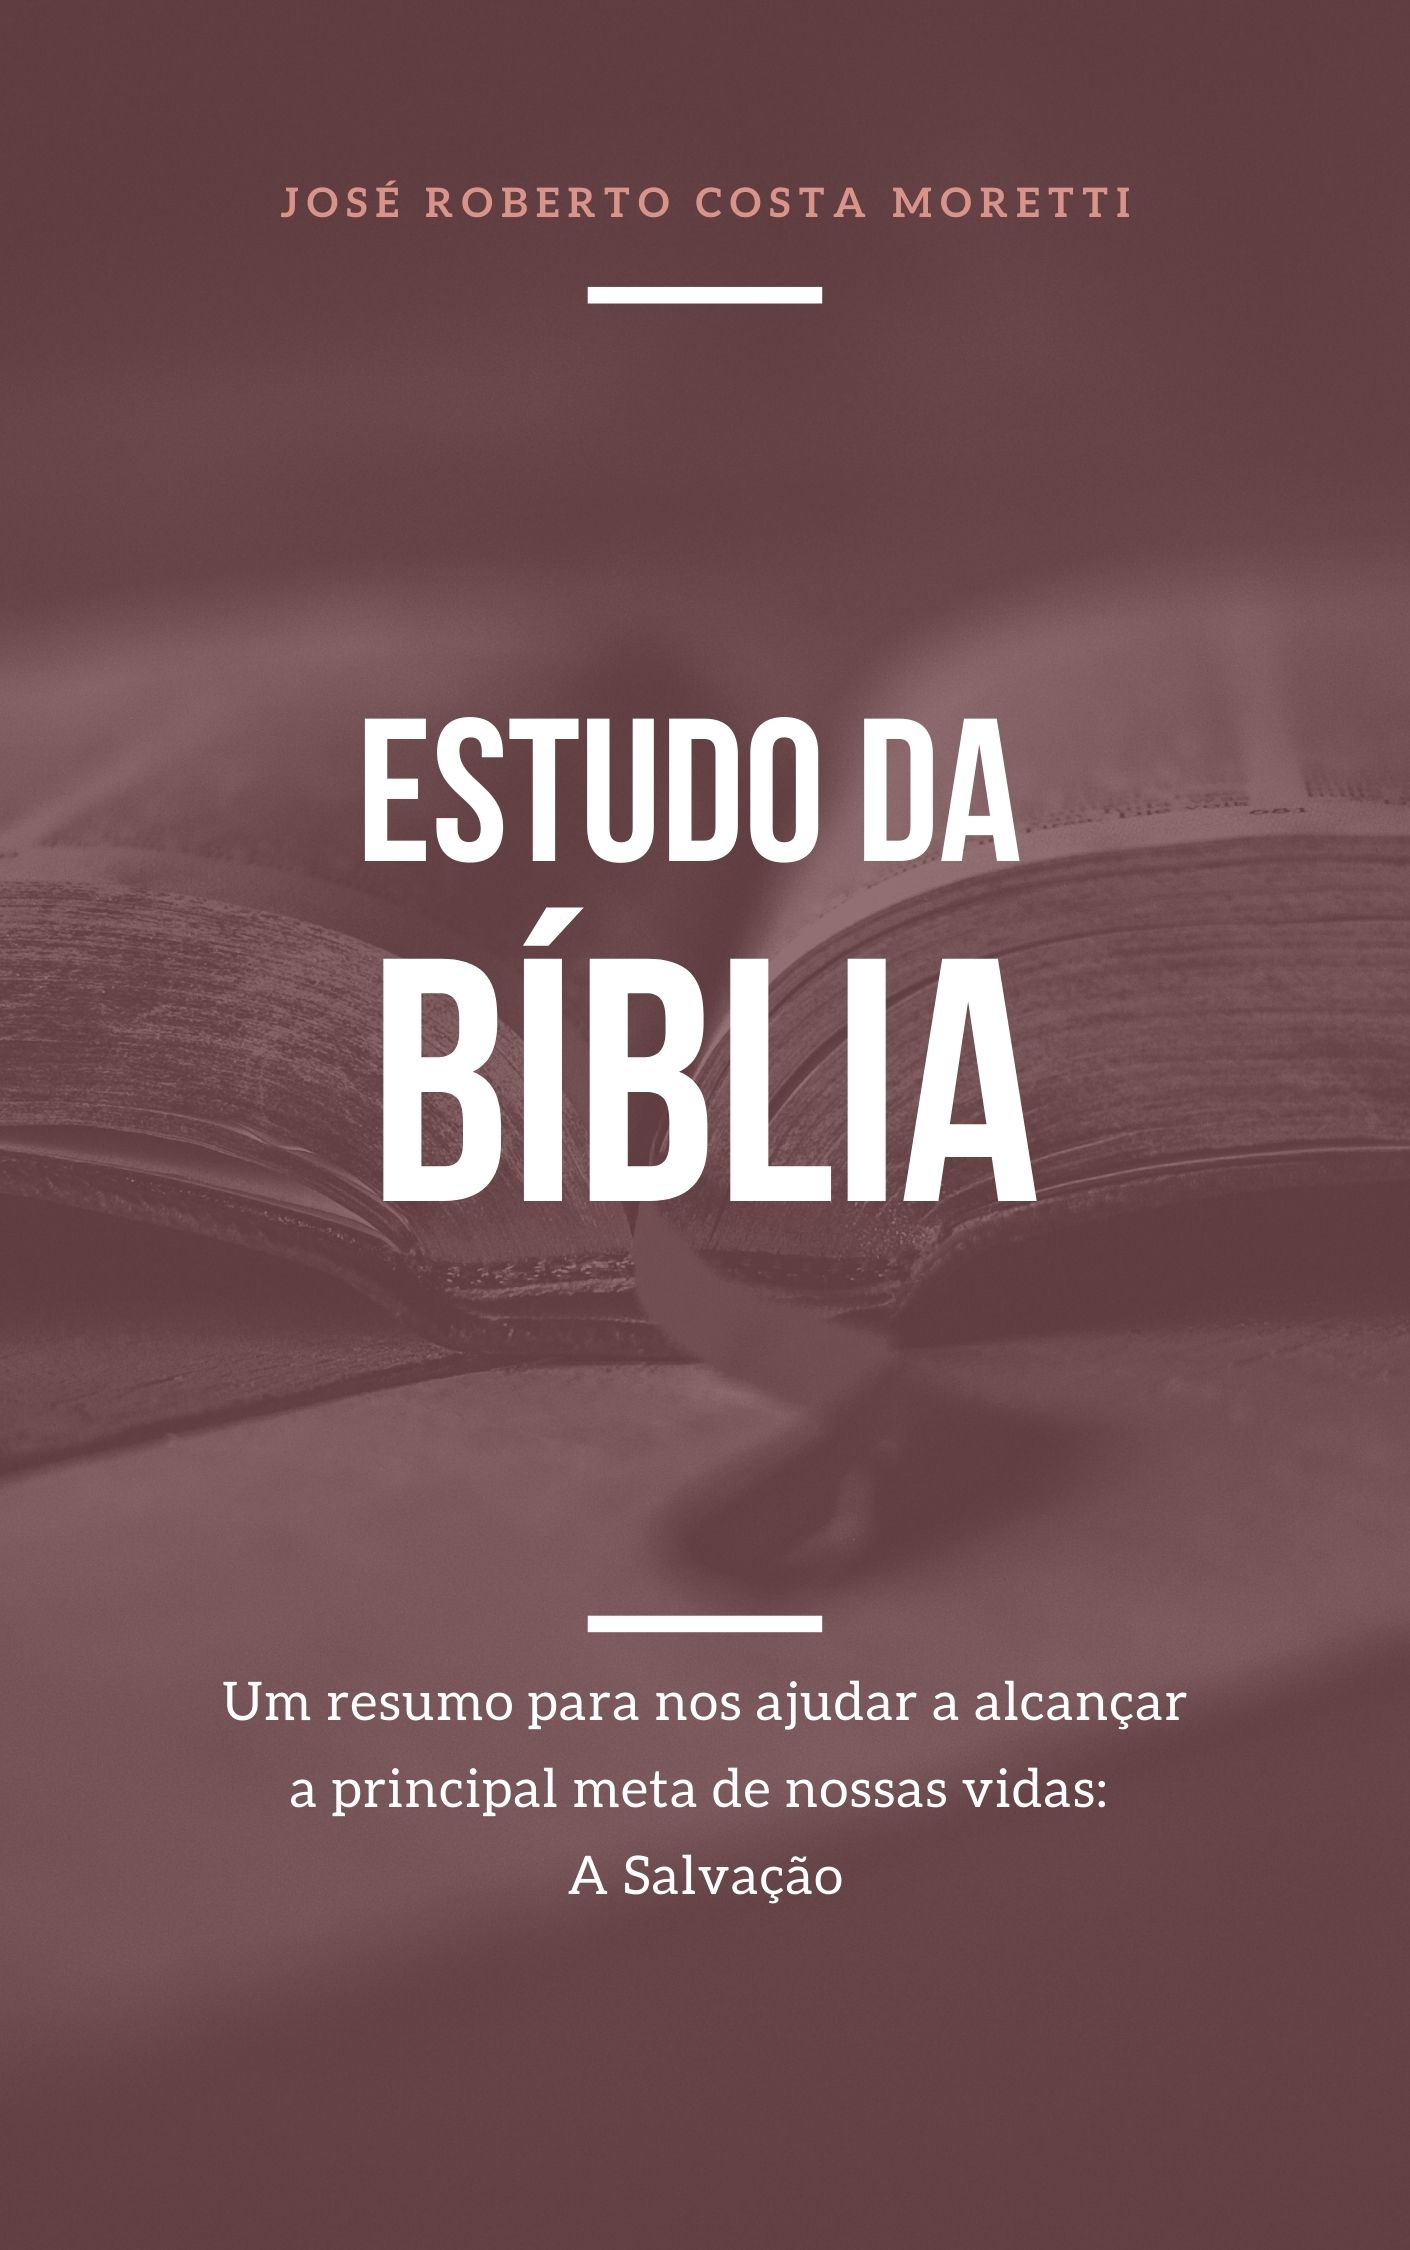 JOSÉ ROBERTO COSTA MORETTI
ESTUDO DA
BÍBLIA
Um resumo para nos ajudar a alcançar
a principal meta de nossas vidas:
A Salvação